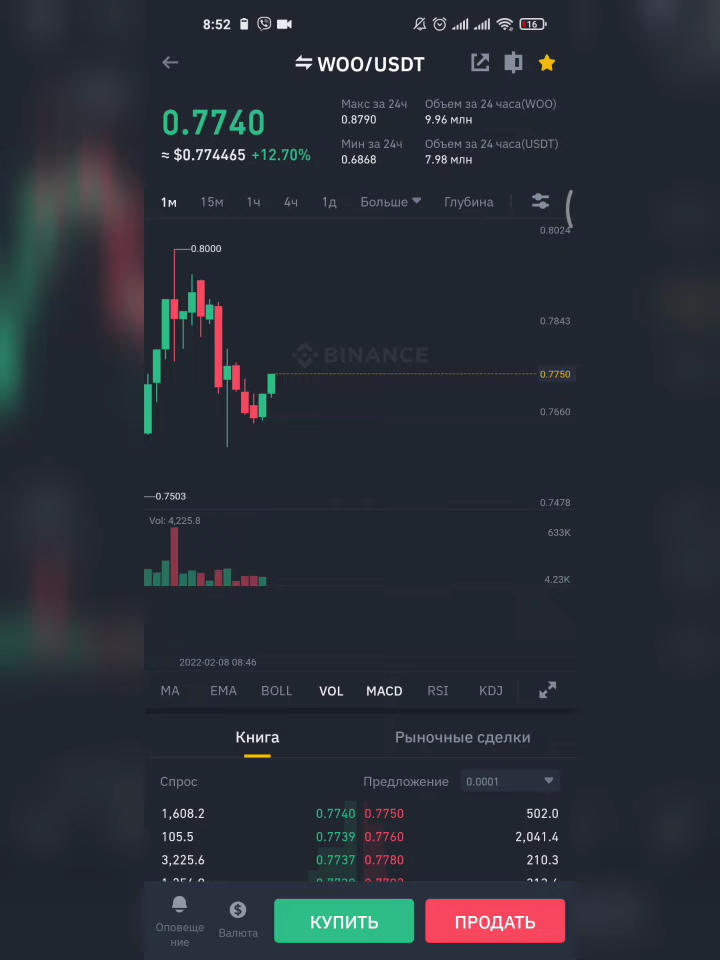 8:52
16
WOO/USDT
0.7740
≈ $0.774465 +12.70%
Макс за 24ч
0.8790
Объем за 24 часа(WOO)
9.96 млн
Мин за 24ч
0.6868
Объем за 24 часа(USDT)
7.98 млн
1м 15м 1ч 4ч 1д Больше Глубина
0.8024
0.8000
0.7843
BINANCE
0.7750
0.7660
0.7503
0.7478
Vol: 4,225.8
633K
4.23K
2022-02-08 08:46
MA EMA BOLL VOL MACD RSI KDJ
Книга Рыночные сделки
Спрос Предложение 0.0001
1,608.2 0.7740 0.7750 502.0
105.5 0.7739 0.7760 2,041.4
3,225.6 0.7737 0.7780 210.3
Оповеще
ние
Валюта
КУПИТЬ
ПРОДАТЬ